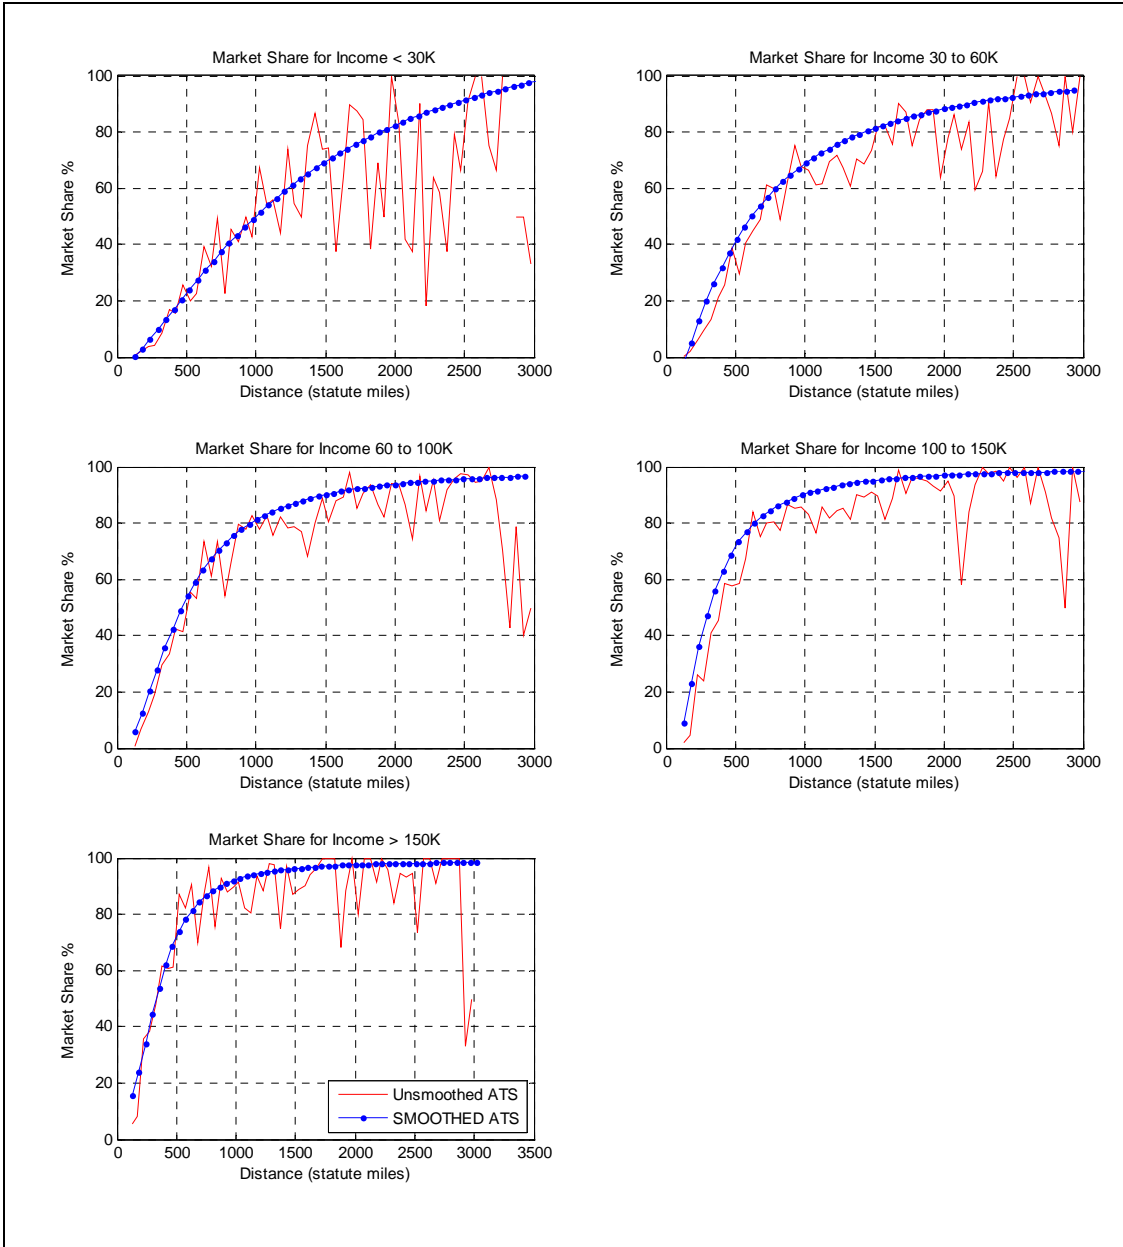 Market Share for Income < 30K
Market Share %
100
80
60
40
20
0
0 500 1000 1500 2000 2500 3000
Distance (statute miles)
Market Share for Income 30 to 60K
Market Share %
100
80
60
40
20
0
0 500 1000 1500 2000 2500 3000
Distance (statute miles)
Market Share for Income 60 to 100K
Market Share %
100
80
60
40
20
0
0 500 1000 1500 2000 2500 3000
Distance (statute miles)
Market Share for Income 100 to 150K
Market Share %
100
80
60
40
20
0
0 500 1000 1500 2000 2500 3000
Distance (statute miles)
Market Share for Income > 150K
Market Share %
100
80
60
40
20
0
Unsmoothed ATS
SMOOTHED ATS
0 500 1000 1500 2000 2500 3000 3500
Distance (statute miles)